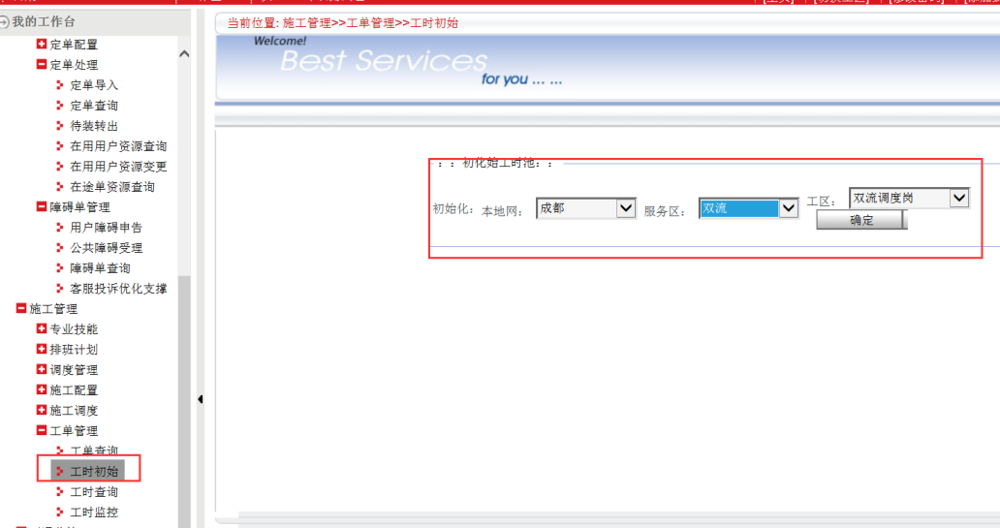 [主页]
我的工作台
定单配置
定单处理
定单导入
定单查询
待装转出
在用用户资源查询
在用用户资源变更
在途单资源查询
障碍单管理
用户障碍申告
公共障碍受理
障碍单查询
客服投诉优化支撑
施工管理
专业技能
排班计划
调度管理
施工配置
施工调度
工单管理
工单查询
工时初始
工时查询
工时监控
当前位置: 施工管理>>工单管理>>工时初始
Welcome!
Best Services
for you ... ...
：：初化始工时池：：
初始化: 本地网: 成都 服务区: 双流 工区: 双流调度岗
确定